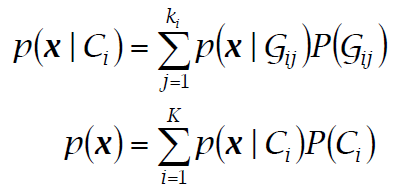 p(x | C_i) = \sum_{j=1}^{k_i} p(x | 𝒢_{ij}) P(𝒢_{ij})
p(x) = \sum_{i=1}^{K} p(x | C_i) P(C_i)